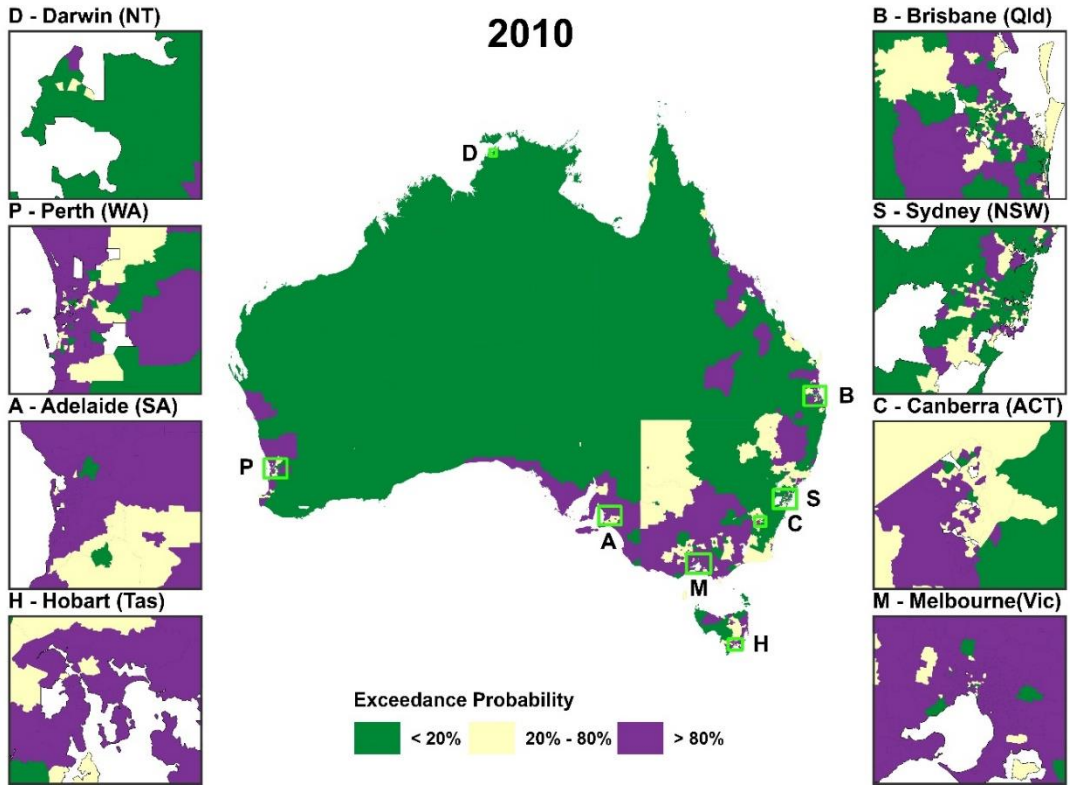 2010
D - Darwin (NT)
P - Perth (WA)
A - Adelaide (SA)
H - Hobart (Tas)
D
P
A
M
H
C
S
B
B - Brisbane (Qld)
S - Sydney (NSW)
C - Canberra (ACT)
M - Melbourne(Vic)
Exceedance Probability
< 20%
20% - 80%
> 80%